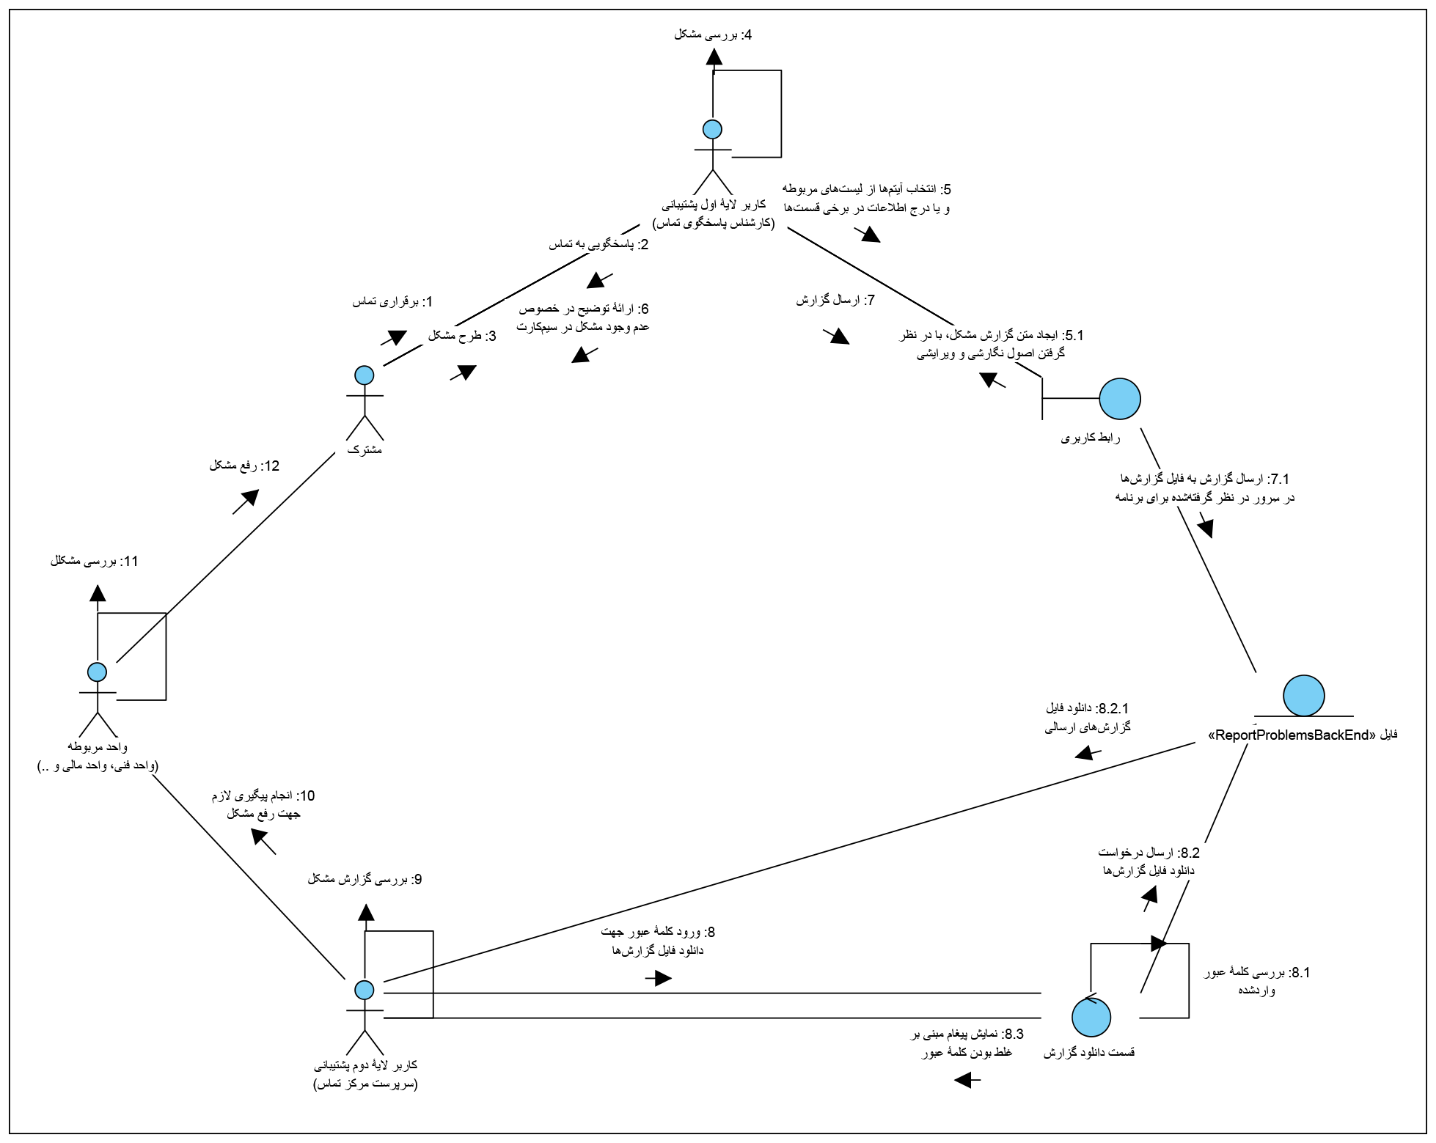 4: بررسی مشکل
5: انتخاب آیتم‌ها از لیست‌های مربوطه
و یا درج اطلاعات در برخی قسمت‌ها
کاربر لایهٔ اول پشتیبانی
(کارشناس پاسخگوی تماس)
2: پاسخگویی به تماس
1: برقراری تماس
6: ارائهٔ توضیح در خصوص
عدم وجود مشکل در سیم‌کارت
3: طرح مشکل
7: ارسال گزارش
5.1: ایجاد متن گزارش مشکل، با در نظر
گرفتن اصول نگارشی و ویرایشی
رابط کاربری
مشترک
12: رفع مشکل
7.1: ارسال گزارش به فایل گزارش‌ها
در سرور در نظر گرفته‌شده برای برنامه
11: بررسی مشکلل
واحد مربوطه
(واحد فنی، واحد مالی و ..)
8.2.1: دانلود فایل
گزارش‌های ارسالی
فایل «ReportProblemsBackEnd»
10: انجام پیگیری لازم
جهت رفع مشکل
8.2: ارسال درخواست
دانلود فایل گزارش‌ها
9: بررسی گزارش مشکل
8: ورود کلمهٔ عبور جهت
دانلود فایل گزارش‌ها
8.1: بررسی کلمهٔ عبور
واردشده
8.3: نمایش پیغام مبنی بر
غلط بودن کلمهٔ عبور
قسمت دانلود گزارش
کاربر لایهٔ دوم پشتیبانی
(سرپرست مرکز تماس)